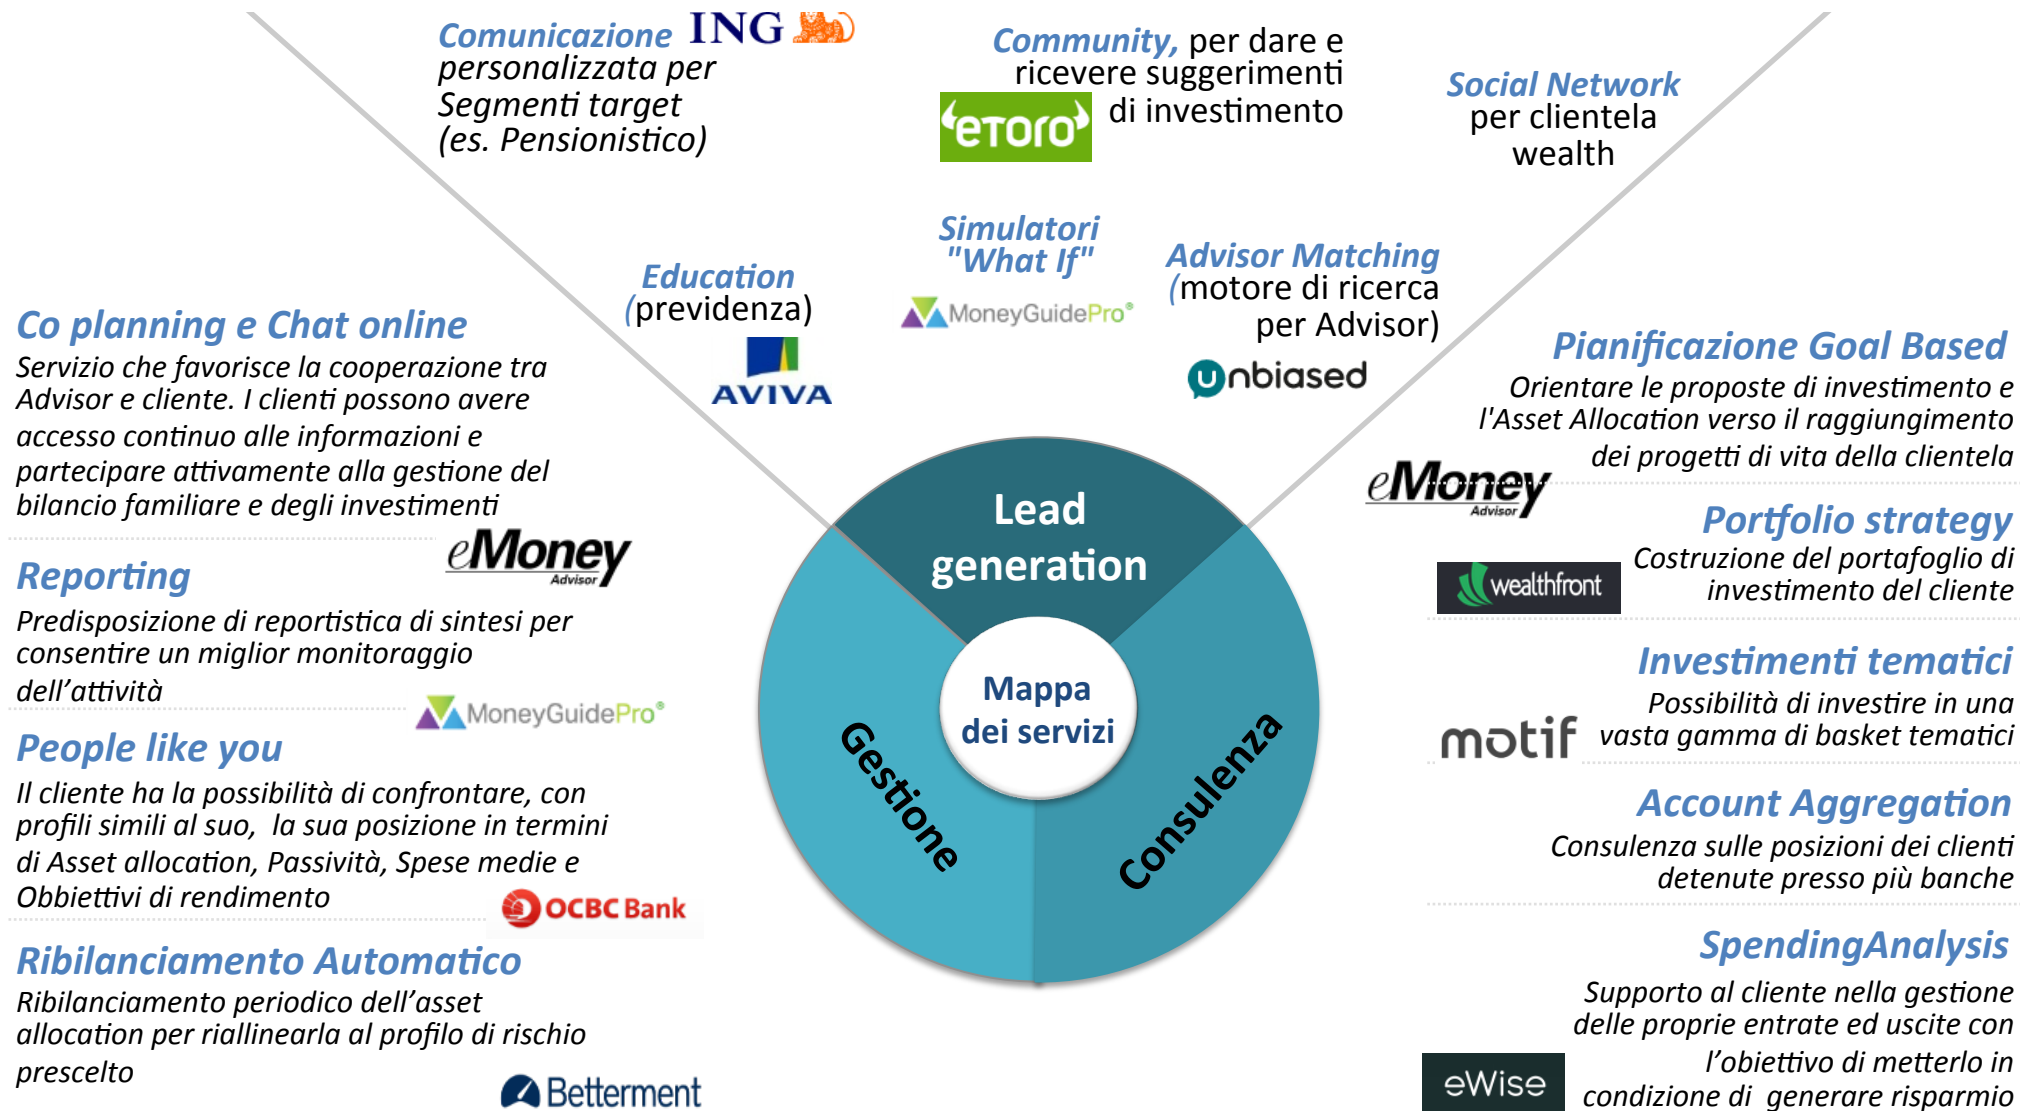 Comunicazione ING
personalizzata per
Segmenti target
(es. Pensionistico)
Community, per dare e
ricevere suggerimenti
di investimento
eToro
Social Network
per clientela
wealth
Education
(previdenza)
AVIVA
Simulatori
"What If"
MoneyGuidePro®
Advisor Matching
(motore di ricerca
per Advisor)
unbiased
Co planning e Chat online
Servizio che favorisce la cooperazione tra
Advisor e cliente. I clienti possono avere
accesso continuo alle informazioni e
partecipare attivamente alla gestione del
bilancio familiare e degli investimenti
eMoney
Advisor
Reporting
Predisposizione di reportistica di sintesi per
consentire un miglior monitoraggio
dell’attività
MoneyGuidePro®
People like you
Il cliente ha la possibilità di confrontare, con
profili simili al suo, la sua posizione in termini
di Asset allocation, Passività, Spese medie e
Obbiettivi di rendimento
OCBC Bank
Ribilanciamento Automatico
Ribilanciamento periodico dell’asset
allocation per riallinearla al profilo di rischio
prescelto
Betterment
Lead
generation
Mappa
dei servizi
Gestione
Consulenza
Pianificazione Goal Based
Orientare le proposte di investimento e
l'Asset Allocation verso il raggiungimento
dei progetti di vita della clientela
eMoney
Advisor
Portfolio strategy
Costruzione del portafoglio di
investimento del cliente
wealthfront
Investimenti tematici
Possibilità di investire in una
vasta gamma di basket tematici
motif
Account Aggregation
Consulenza sulle posizioni dei clienti
detenute presso più banche
SpendingAnalysis
Supporto al cliente nella gestione
delle proprie entrate ed uscite con
l’obiettivo di metterlo in
condizione di generare risparmio
eWise